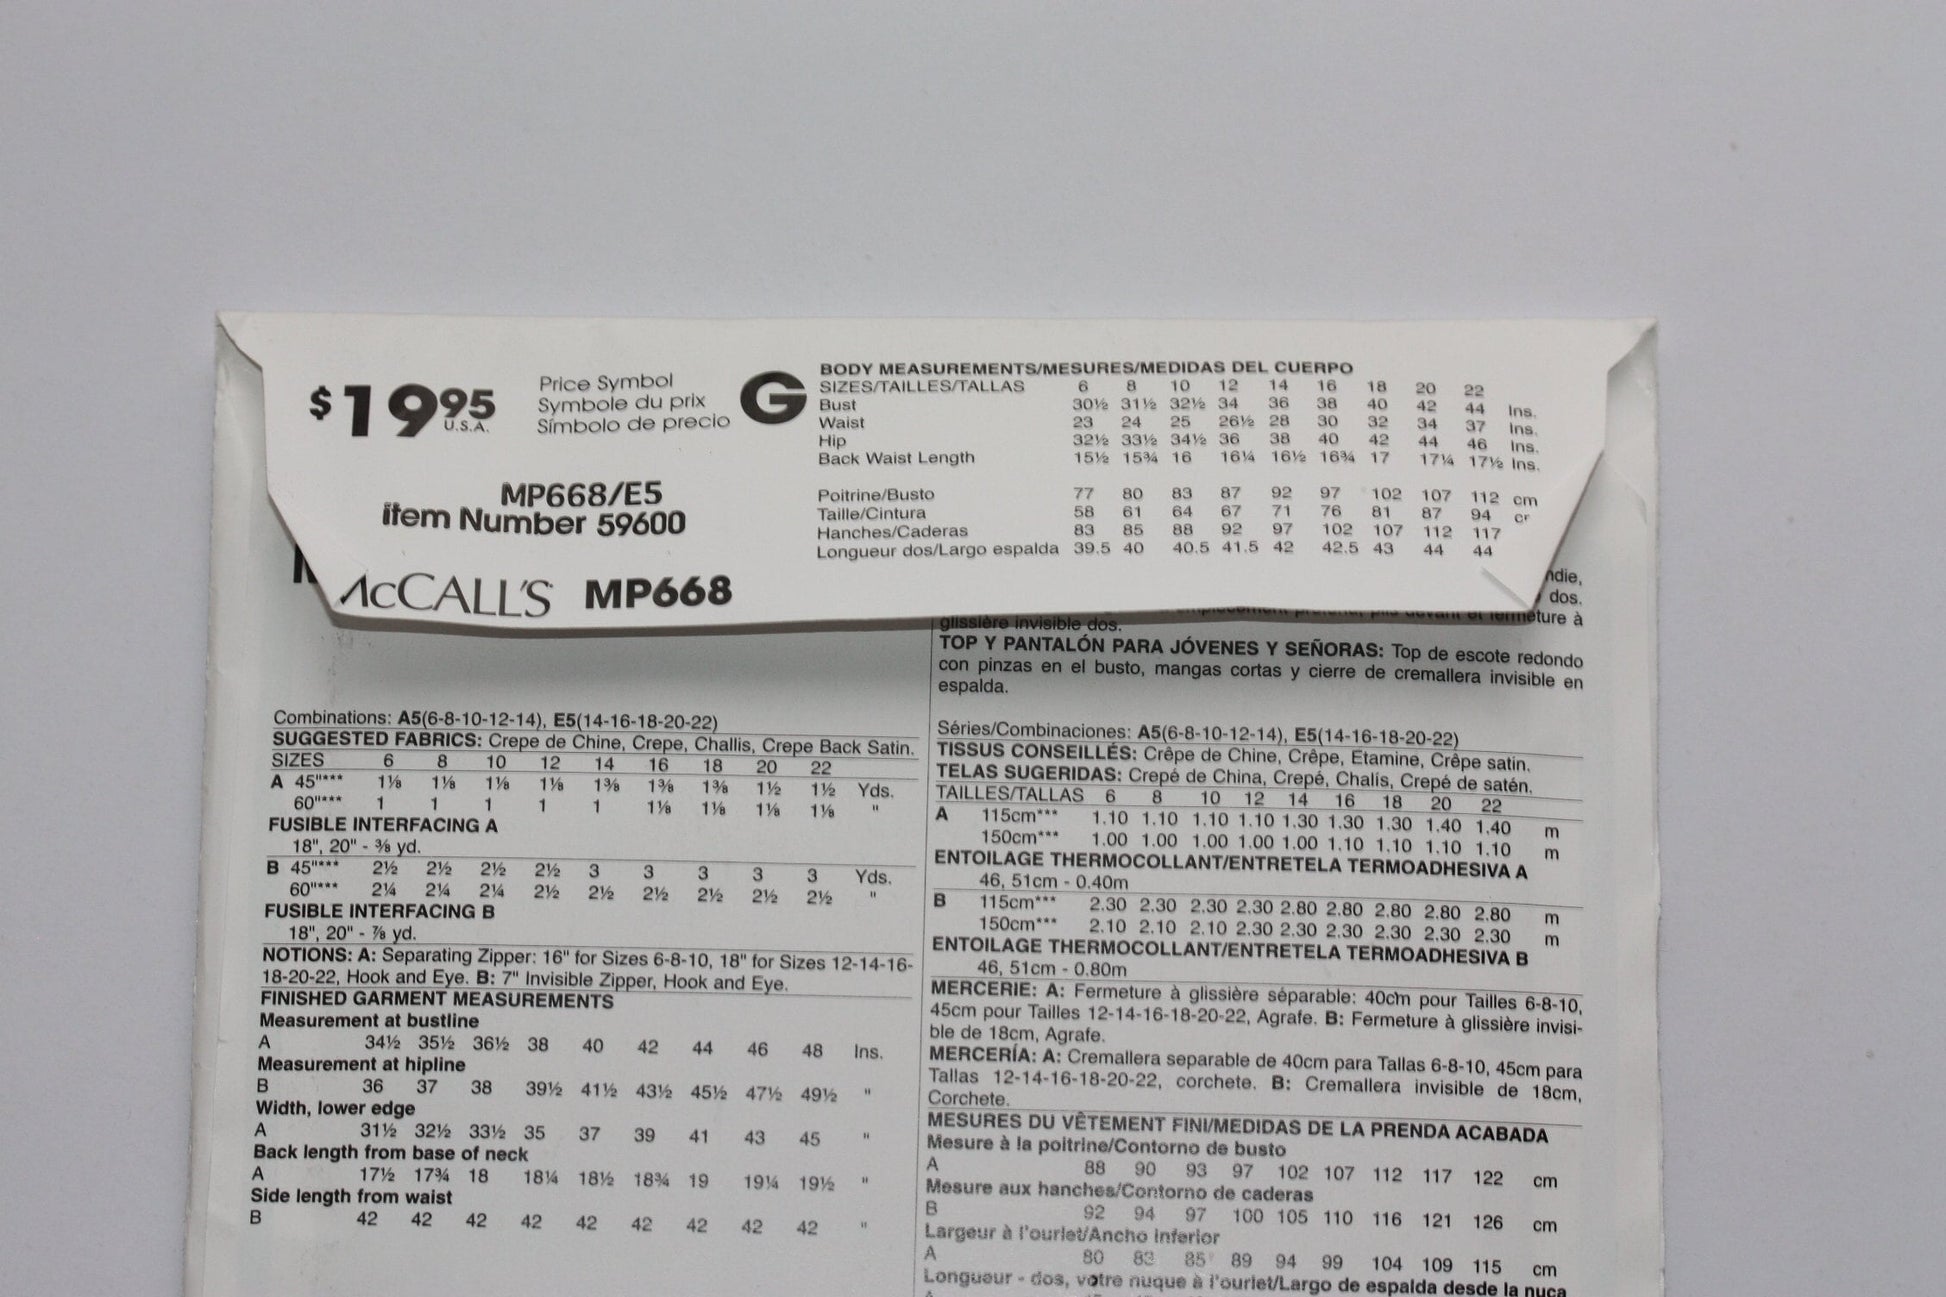 $19.95
U.S.A.
Price Symbol
Symbole du prix
Símbolo de precio
G
MP668/E5
item Number 59600
McCALL'S MP668
BODY MEASUREMENTS/MESURES/MEDIDAS DEL CUERPO
SIZES/TAILLES/TALLAS 6 8 10 12 14 16 18 20 22
Bust 30½ 31½ 32½ 34 36 38 40 42 44 Ins.
Waist 23 24 25 26½ 28 30 32 34 37 Ins.
Hip 32½ 33½ 34½ 36 38 40 42 44 46 Ins.
Back Waist Length 15½ 15¾ 16 16¼ 16½ 16¾ 17 17¼ 17½ Ins.
Poitrine/Busto 77 80 83 87 92 97 102 107 112 cm
Taille/Cintura 58 61 64 67 71 76 81 87 94
Hanches/Caderas 83 85 88 92 97 102 107 112 117
Longueur dos/Largo espalda 39.5 40 40.5 41.5 42 42.5 43 44 44
Combinations: A5(6-8-10-12-14), E5(14-16-18-20-22)
SUGGESTED FABRICS: Crepe de Chine, Crepe, Challis, Crepe Back Satin.
SIZES 6 8 10 12 14 16 18 20 22
A 45"*** 1⅛ 1⅛ 1⅛ 1⅛ 1⅜ 1⅜ 1⅜ 1½ 1½ Yds.
60"*** 1 1 1 1 1 1⅛ 1⅛ 1⅛ 1⅛ "
FUSIBLE INTERFACING A
18", 20" - ⅜ yd.
B 45"*** 2½ 2½ 2½ 2½ 3 3 3 3 3 Yds.
60"*** 2¼ 2¼ 2¼ 2½ 2½ 2½ 2½ 2½ 2½ "
FUSIBLE INTERFACING B
18", 20" - ⅞ yd.
NOTIONS: A: Separating Zipper: 16" for Sizes 6-8-10, 18" for Sizes 12-14-16-
18-20-22, Hook and Eye. B: 7" Invisible Zipper, Hook and Eye.
FINISHED GARMENT MEASUREMENTS
Measurement at bustline
A 34½ 35½ 36½ 38 40 42 44 46 48 Ins.
Measurement at hipline
B 36 37 38 39½ 41½ 43½ 45½ 47½ 49½ "
Width, lower edge
A 31½ 32½ 33½ 35 37 39 41 43 45 "
Back length from base of neck
A 17½ 17¾ 18 18¼ 18½ 18¾ 19 19¼ 19½ "
Side length from waist
B 42 42 42 42 42 42 42 42 42 "
dos.
glissière invisible dos.
TOP Y PANTALÓN PARA JÓVENES Y SEÑORAS: Top de escote redondo
con pinzas en el busto, mangas cortas y cierre de cremallera invisible en
espalda.
Séries/Combinaciones: A5(6-8-10-12-14), E5(14-16-18-20-22)
TISSUS CONSEILLÉS: Crêpe de Chine, Crêpe, Etamine, Crêpe satin.
TELAS SUGERIDAS: Crepé de China, Crepé, Chalís, Crepé de satén.
TAILLES/TALLAS 6 8 10 12 14 16 18 20 22
A 115cm*** 1.10 1.10 1.10 1.10 1.30 1.30 1.30 1.40 1.40 m
150cm*** 1.00 1.00 1.00 1.00 1.00 1.10 1.10 1.10 1.10 m
ENTOILAGE THERMOCOLLANT/ENTRETELA TERMOADHESIVA A
46, 51cm - 0.40m
B 115cm*** 2.30 2.30 2.30 2.30 2.80 2.80 2.80 2.80 2.80 m
150cm*** 2.10 2.10 2.10 2.30 2.30 2.30 2.30 2.30 2.30 m
ENTOILAGE THERMOCOLLANT/ENTRETELA TERMOADHESIVA B
46, 51cm - 0.80m
MERCERIE: A: Fermeture à glissière séparable: 40cm pour Tailles 6-8-10,
45cm pour Tailles 12-14-16-18-20-22, Agrafe. B: Fermeture à glissière invisi-
ble de 18cm, Agrafe.
MERCERÍA: A: Cremallera separable de 40cm para Tallas 6-8-10, 45cm para
Tallas 12-14-16-18-20-22, corchete. B: Cremallera invisible de 18cm,
Corchete.
MESURES DU VÊTEMENT FINI/MEDIDAS DE LA PRENDA ACABADA
Mesure à la poitrine/Contorno de busto
A 88 90 93 97 102 107 112 117 122 cm
Mesure aux hanches/Contorno de caderas
B 92 94 97 100 105 110 116 121 126 cm
Largeur à l'ourlet/Ancho inferior
A 80 83 85 89 94 99 104 109 115 cm
Longueur - dos, votre nuque à l'ourlet/Largo de espalda desde la nuca